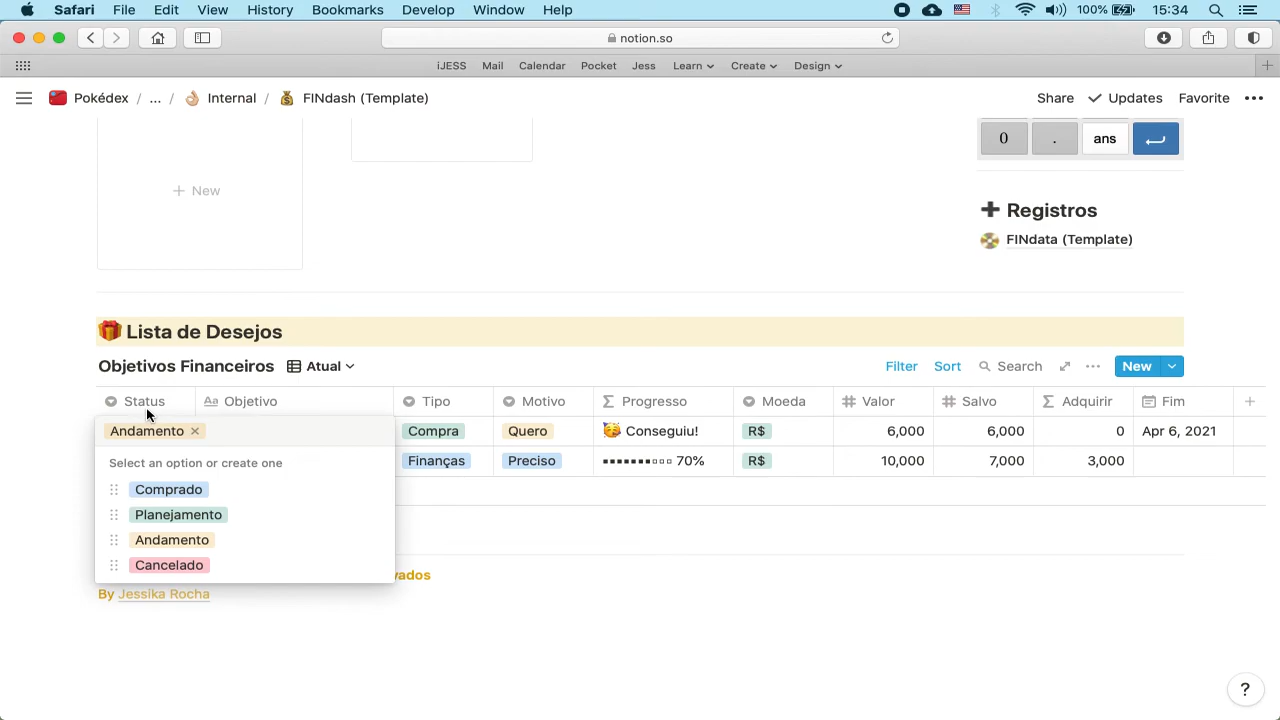 Safari File Edit View History Bookmarks Develop Window Help 100% 15:34
notion.so
iJESS Mail Calendar Pocket Jess Learn Create Design
Pokédex / ... / Internal / FINdash (Template) Share Updates Favorite
0 . ans
New
Registros
FINdata (Template)
Lista de Desejos
Objetivos Financeiros Atual Filter Sort Search New
Status Aa Objetivo Tipo Motivo Progresso Moeda Valor Salvo Adquirir Fim
Andamento Compra Quero Conseguiu! R$ 6,000 6,000 0 Apr 6, 2021
Finanças Preciso 70% R$ 10,000 7,000 3,000
Select an option or create one
Comprado
Planejamento
Andamento
Cancelado
vados
By Jessika Rocha
?